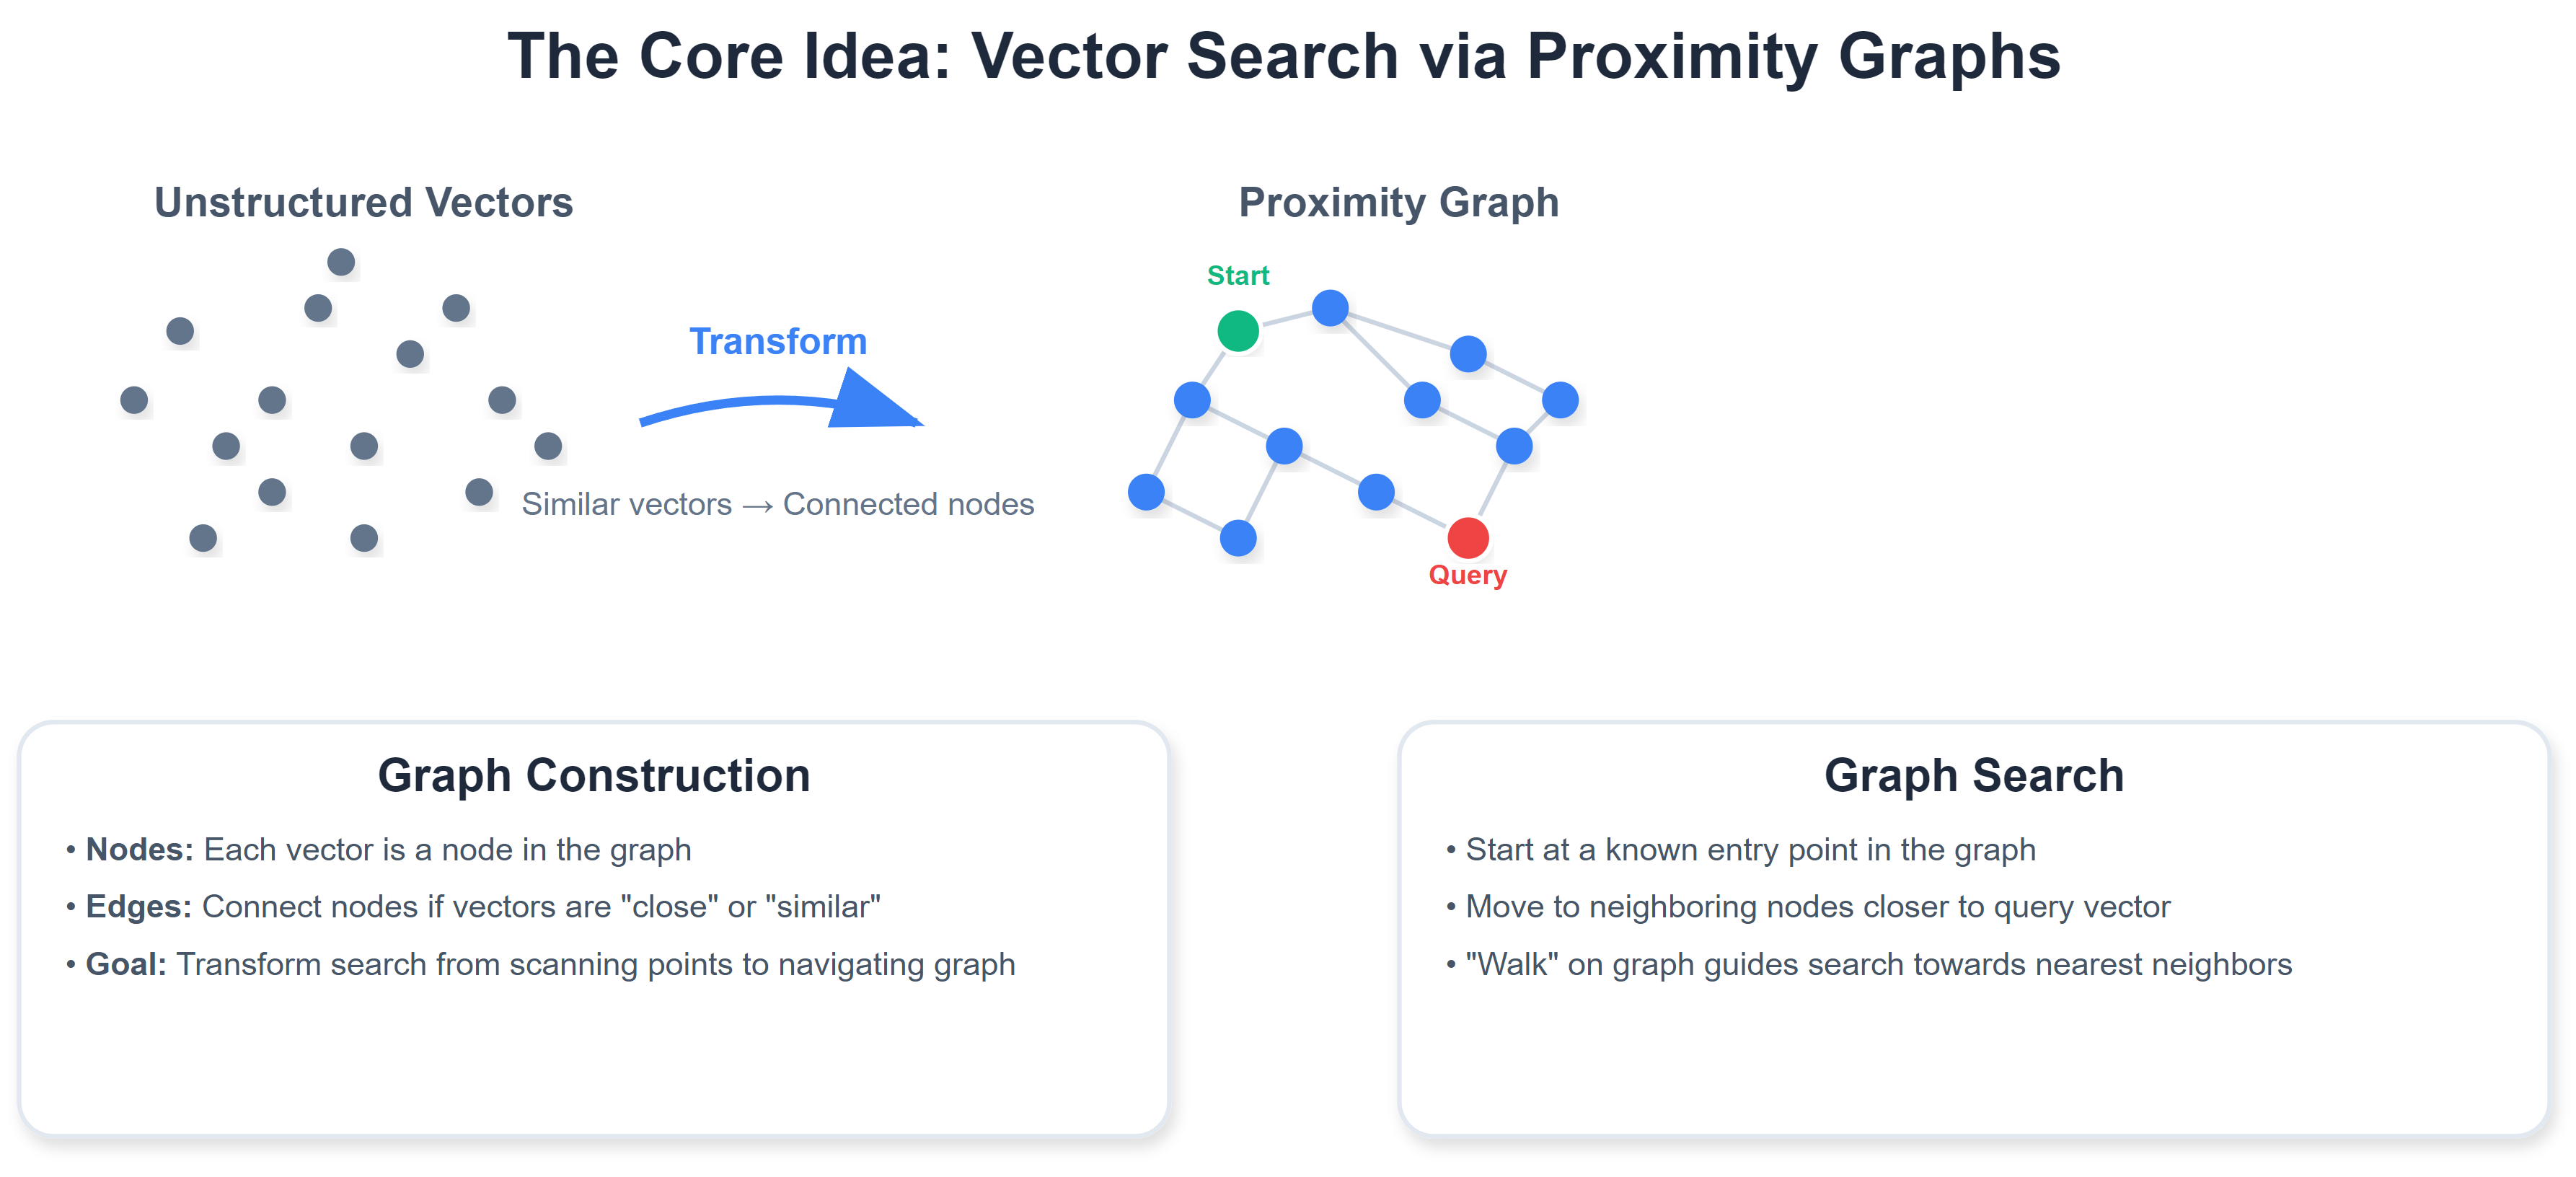 The Core Idea: Vector Search via Proximity Graphs
Unstructured Vectors
Proximity Graph
Start
Transform
Similar vectors → Connected nodes
Query
Graph Construction
• Nodes: Each vector is a node in the graph
• Edges: Connect nodes if vectors are "close" or "similar"
• Goal: Transform search from scanning points to navigating graph
Graph Search
• Start at a known entry point in the graph
• Move to neighboring nodes closer to query vector
• "Walk" on graph guides search towards nearest neighbors